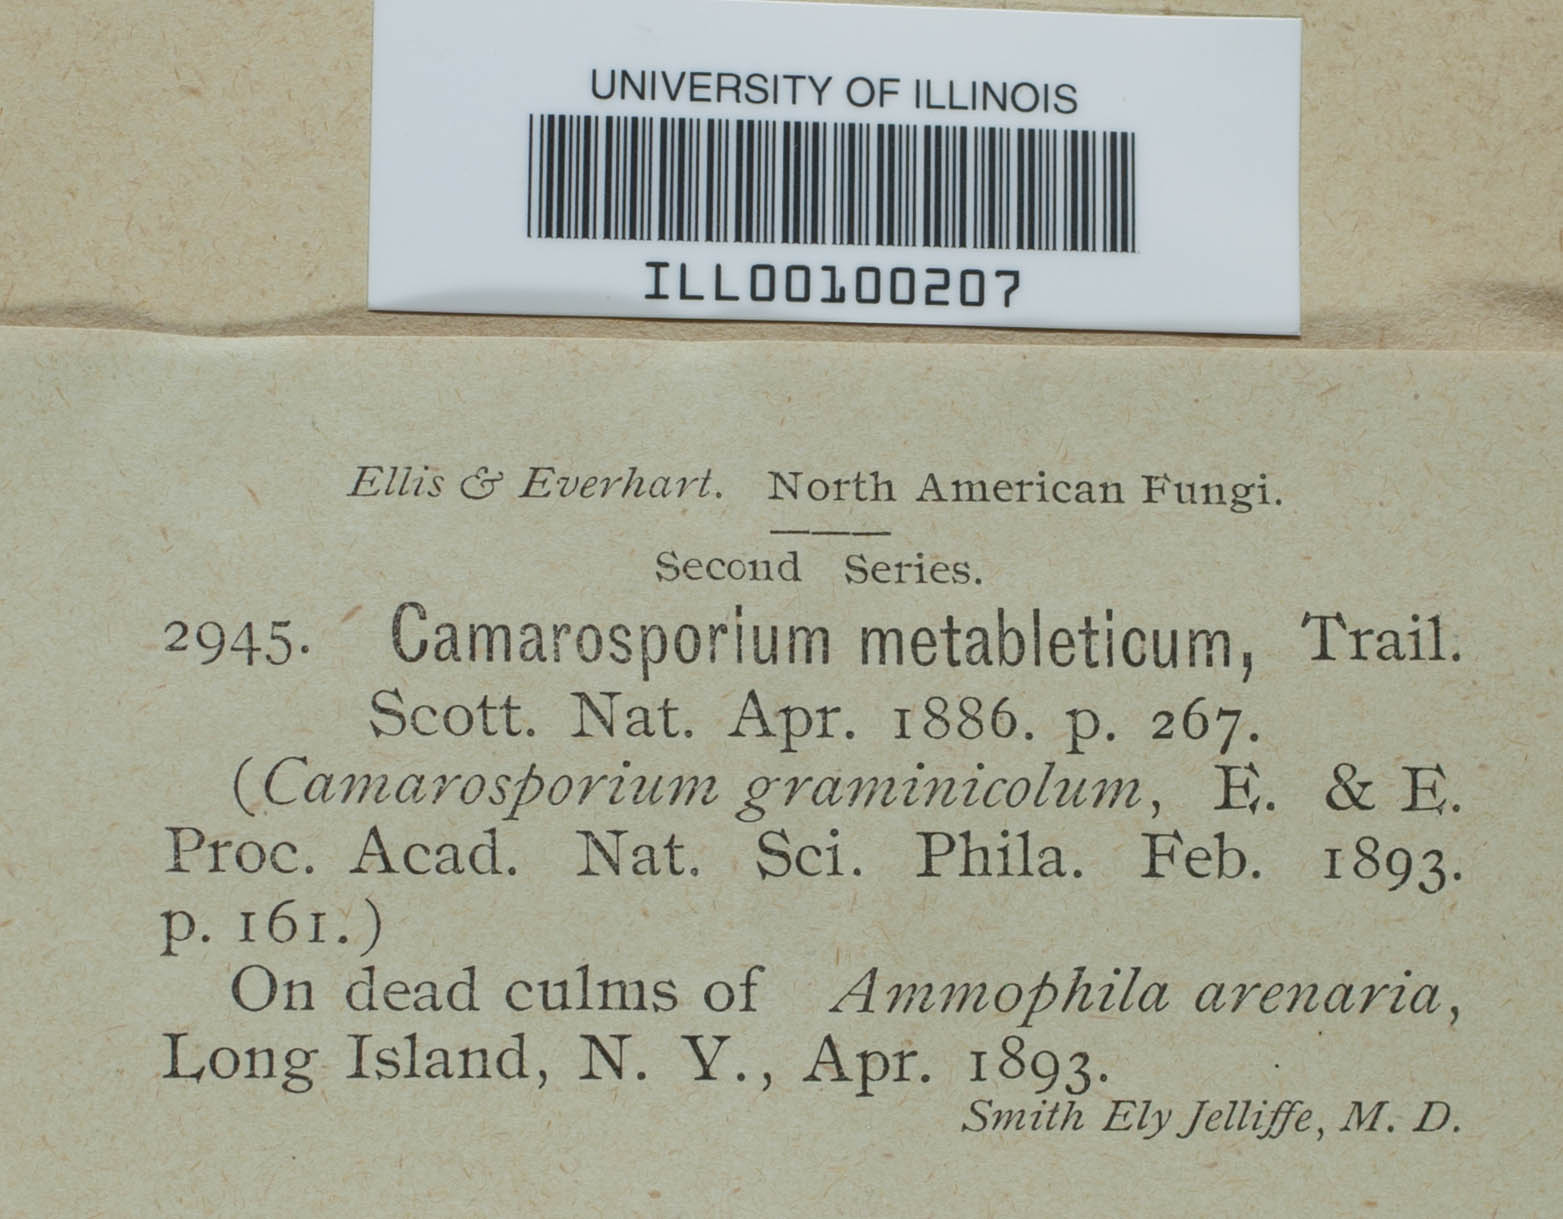 UNIVERSITY OF ILLINOIS
ILL00100207
Ellis & Everhart. North American Fungi.
Second Series.
2945. Camarosporium metableticum, Trail.
Scott. Nat. Apr. 1886. p. 267.
(Camarosporium graminicolum, E. & E.
Proc. Acad. Nat. Sci. Phila. Feb. 1893.
p. 161.)
On dead culms of Ammophila arenaria,
Long Island, N. Y., Apr. 1893.
Smith Ely Jelliffe, M. D.